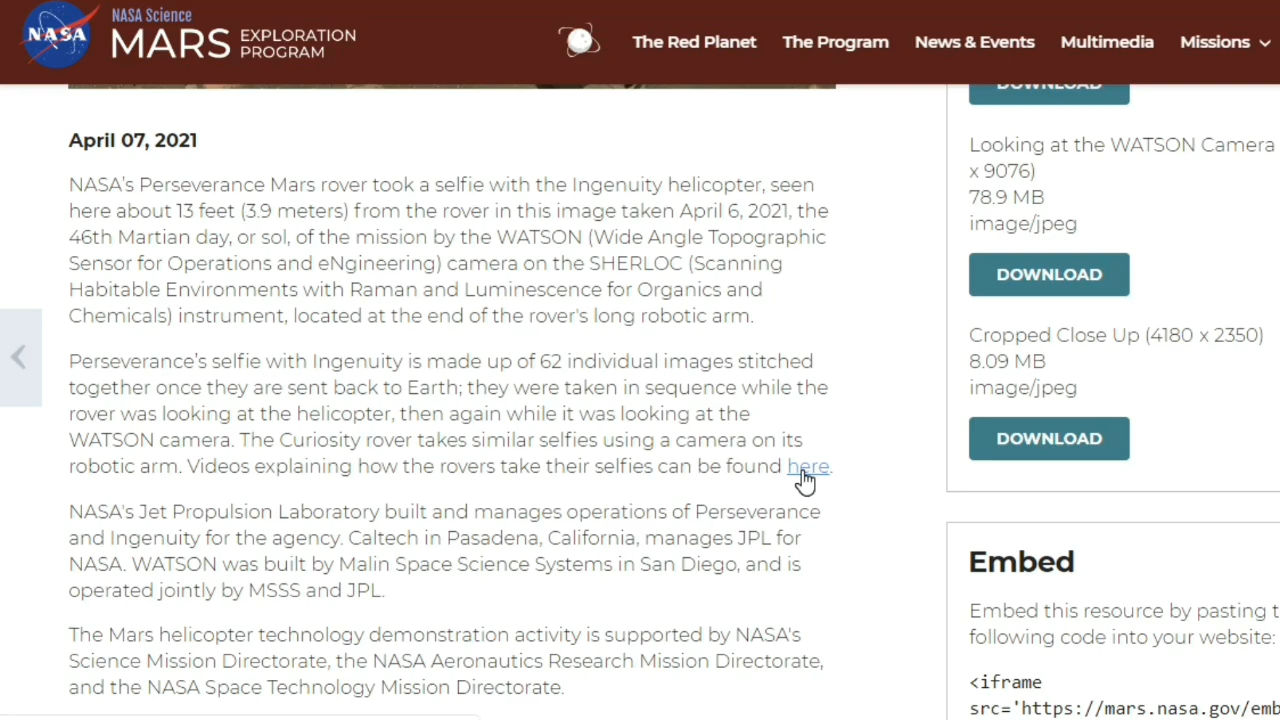 NASA
NASA Science
MARS EXPLORATION PROGRAM
The Red Planet
The Program
News & Events
Multimedia
Missions
April 07, 2021
NASA's Perseverance Mars rover took a selfie with the Ingenuity helicopter, seen
here about 13 feet (3.9 meters) from the rover in this image taken April 6, 2021, the
46th Martian day, or sol, of the mission by the WATSON (Wide Angle Topographic
Sensor for Operations and eNgineering) camera on the SHERLOC (Scanning
Habitable Environments with Raman and Luminescence for Organics and
Chemicals) instrument, located at the end of the rover's long robotic arm.
Perseverance's selfie with Ingenuity is made up of 62 individual images stitched
together once they are sent back to Earth; they were taken in sequence while the
rover was looking at the helicopter, then again while it was looking at the
WATSON camera. The Curiosity rover takes similar selfies using a camera on its
robotic arm. Videos explaining how the rovers take their selfies can be found here.
NASA's Jet Propulsion Laboratory built and manages operations of Perseverance
and Ingenuity for the agency. Caltech in Pasadena, California, manages JPL for
NASA. WATSON was built by Malin Space Science Systems in San Diego, and is
operated jointly by MSSS and JPL.
The Mars helicopter technology demonstration activity is supported by NASA's
Science Mission Directorate, the NASA Aeronautics Research Mission Directorate,
and the NASA Space Technology Mission Directorate.
DOWNLOAD
Looking at the WATSON Camera
x 9076)
78.9 MB
image/jpeg
DOWNLOAD
Cropped Close Up (4180 x 2350)
8.09 MB
image/jpeg
DOWNLOAD
Embed
Embed this resource by pasting t
following code into your website:
<iframe
src='https://mars.nasa.gov/emb